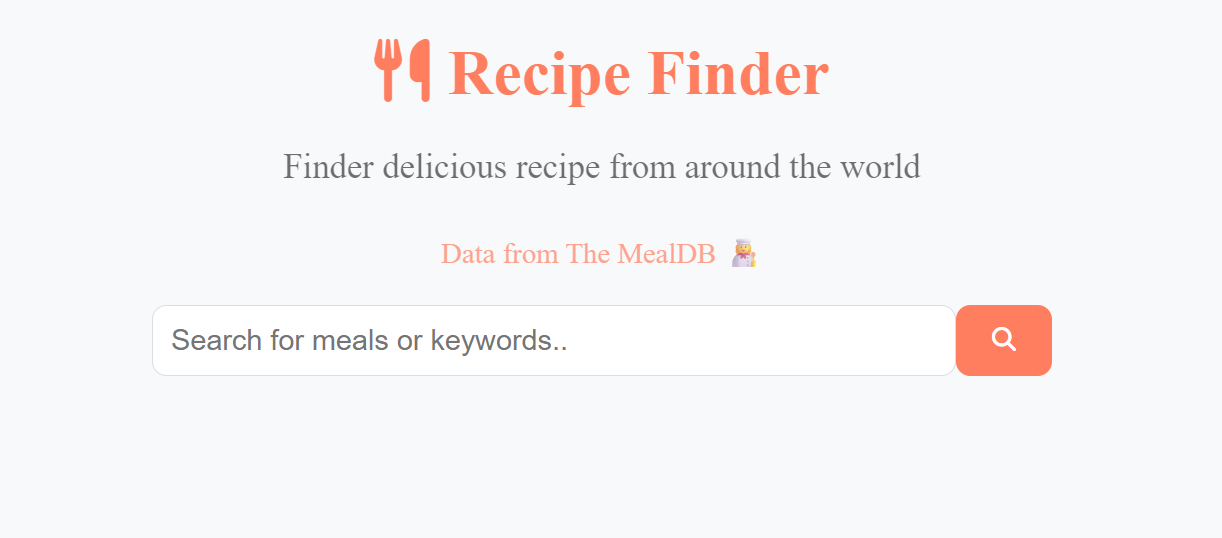 Recipe Finder
Finder delicious recipe from around the world
Data from The MealDB
Search for meals or keywords..